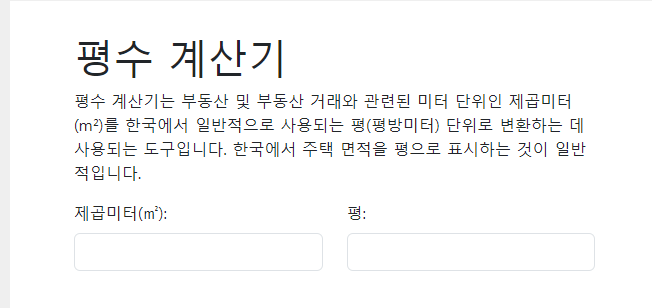 평수 계산기
평수 계산기는 부동산 및 부동산 거래와 관련된 미터 단위인 제곱미터
(m²)를 한국에서 일반적으로 사용되는 평(평방미터) 단위로 변환하는 데
사용되는 도구입니다. 한국에서 주택 면적을 평으로 표시하는 것이 일반
적입니다.
제곱미터(㎡): 평: